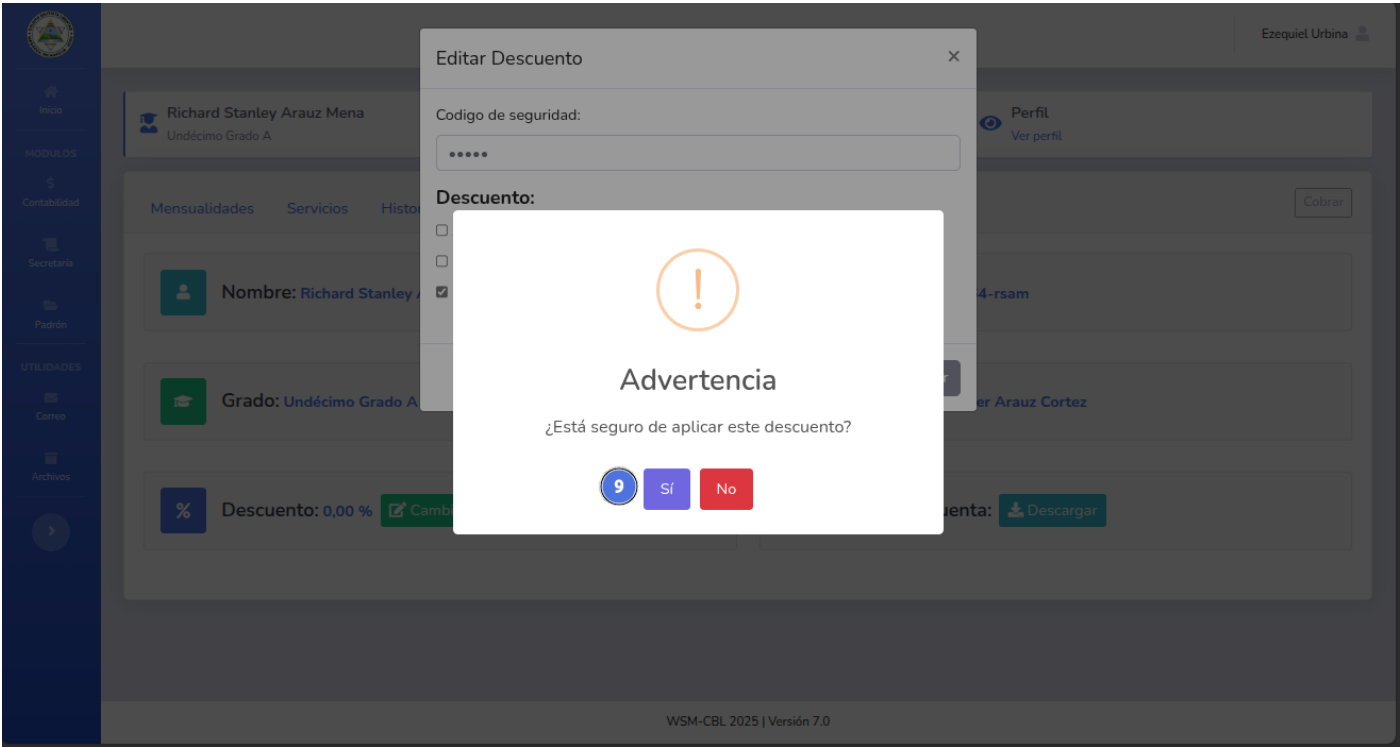 Ezequiel Urbina
Inicio
MODULOS
Contabilidad
Secretaría
Padrón
UTILIDADES
Correo
Archivos
Richard Stanley Arauz Mena
Undécimo Grado A
Perfil
Ver perfil
Mensualidades Servicios Histo
Cobrar
Nombre: Richard Stanley
4-rsam
Grado: Undécimo Grado A
er Arauz Cortez
Descuento: 0,00 % Camb
uenta: Descargar
Editar Descuento ×
Codigo de seguridad:
•••••
Descuento:
r
!
Advertencia
¿Está seguro de aplicar este descuento?
9 Sí No
WSM-CBL 2025 | Versión 7.0